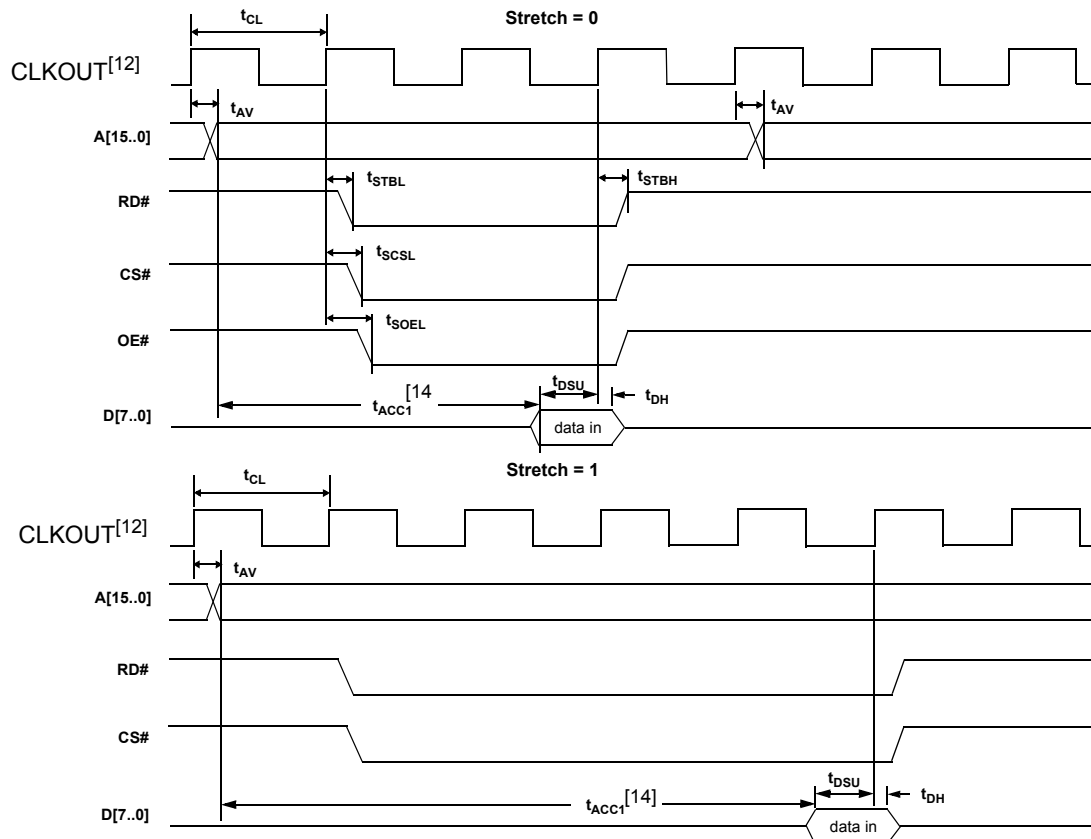 Stretch = 0
tCL
CLKOUT[12]
tAV
tAV
A[15..0]
tSTBL
tSTBH
RD#
tSCSL
CS#
tSOEL
OE#
tDSU
[14
tACC1
tDH
D[7..0]
data in
Stretch = 1
tCL
CLKOUT[12]
tAV
A[15..0]
RD#
CS#
tDSU
tACC1[14]
tDH
D[7..0]
data in